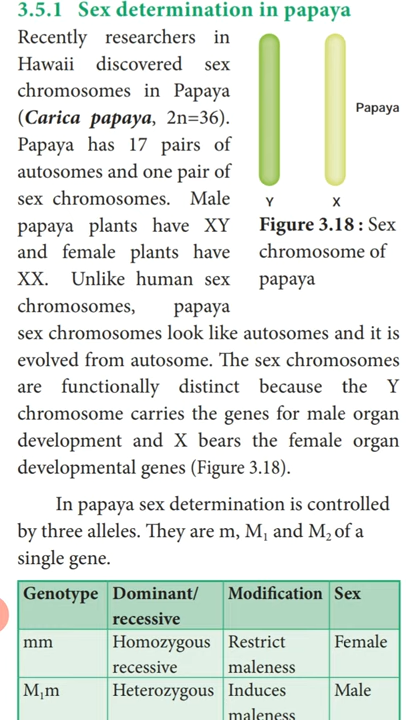 3.5.1 Sex determination in papaya
Recently researchers in
Hawaii discovered sex
chromosomes in Papaya
(Carica papaya, 2n=36).
Papaya has 17 pairs of
autosomes and one pair of
sex chromosomes. Male
papaya plants have XY
and female plants have
XX. Unlike human sex
chromosomes, papaya
Papaya
Y X
Figure 3.18 : Sex
chromosome of
papaya
sex chromosomes look like autosomes and it is
evolved from autosome. The sex chromosomes
are functionally distinct because the Y
chromosome carries the genes for male organ
development and X bears the female organ
developmental genes (Figure 3.18).
In papaya sex determination is controlled
by three alleles. They are m, M₁ and M₂ of a
single gene.
Genotype Dominant/ Modification Sex
recessive
mm Homozygous Restrict Female
recessive maleness
M₁m Heterozygous Induces Male
maleness